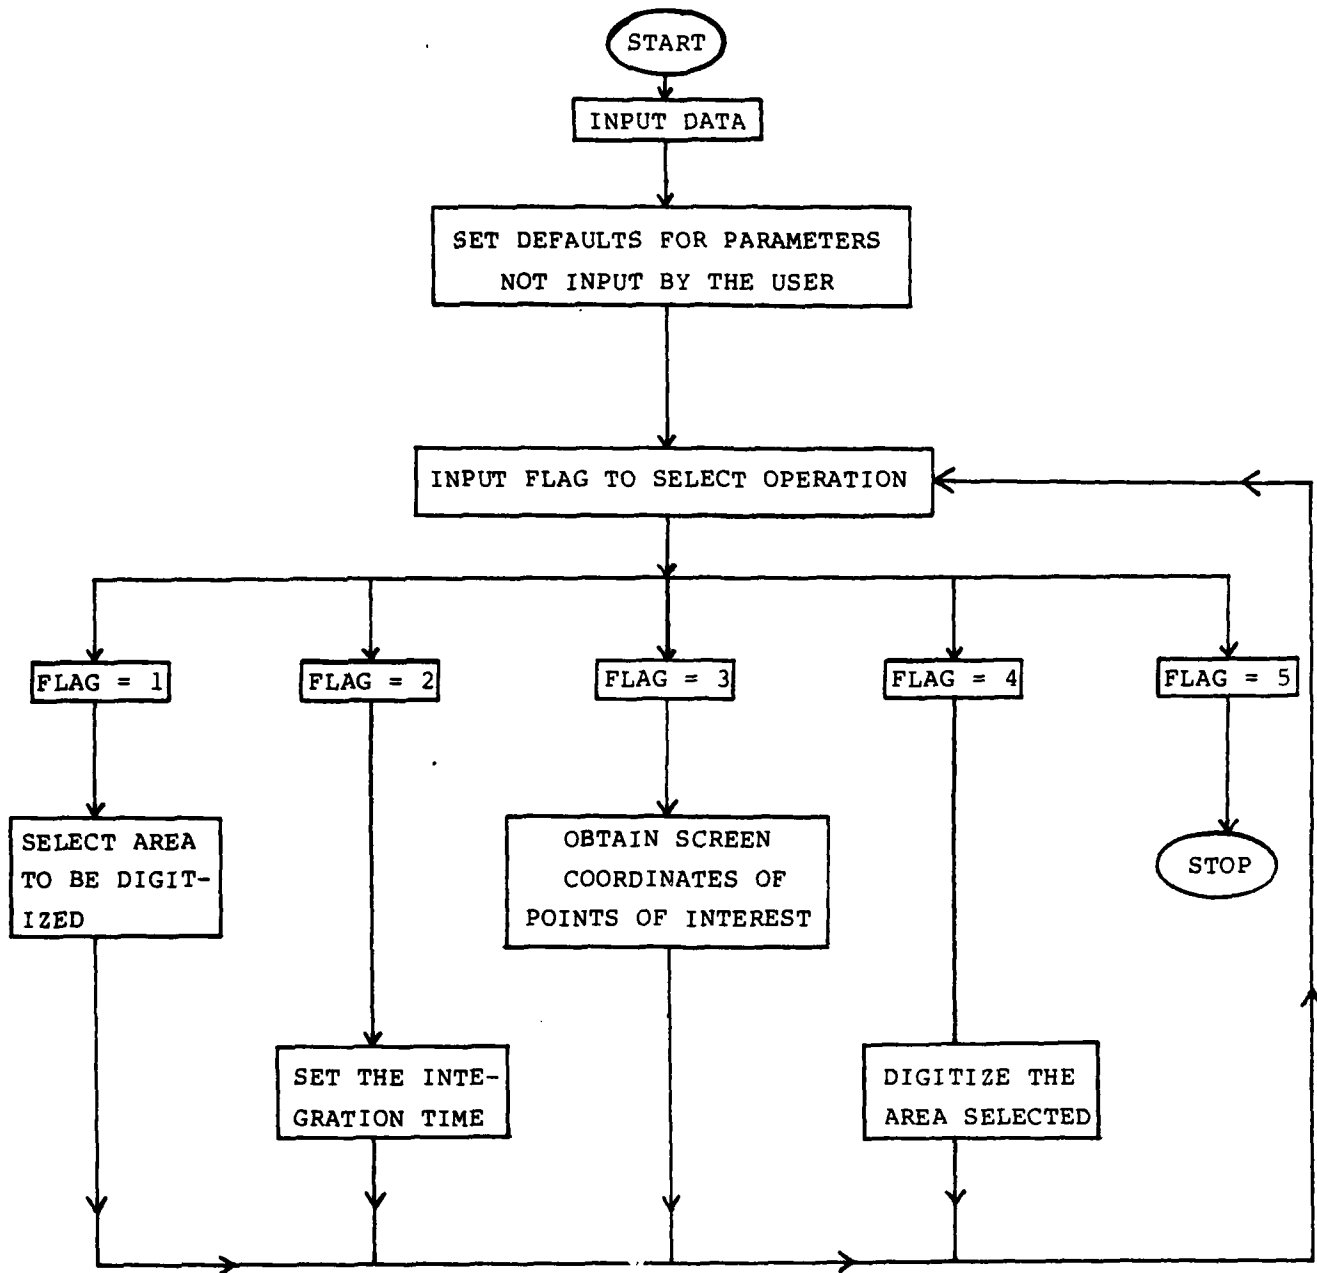 START
INPUT DATA
SET DEFAULTS FOR PARAMETERS
NOT INPUT BY THE USER
INPUT FLAG TO SELECT OPERATION
FLAG = 1
FLAG = 2
FLAG = 3
FLAG = 4
FLAG = 5
SELECT AREA
TO BE DIGIT-
IZED
OBTAIN SCREEN
COORDINATES OF
POINTS OF INTEREST
STOP
SET THE INTE-
GRATION TIME
DIGITIZE THE
AREA SELECTED